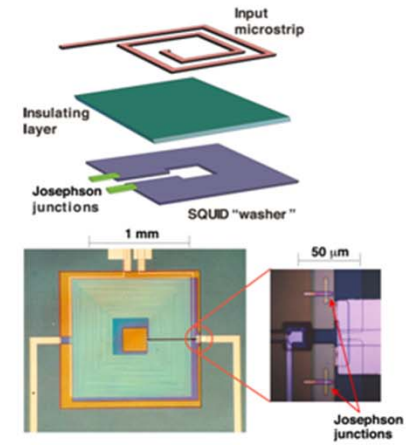 Input
microstrip
Insulating
layer
Josephson
junctions
SQUID "washer"
1 mm
50 μm
Josephson
junctions